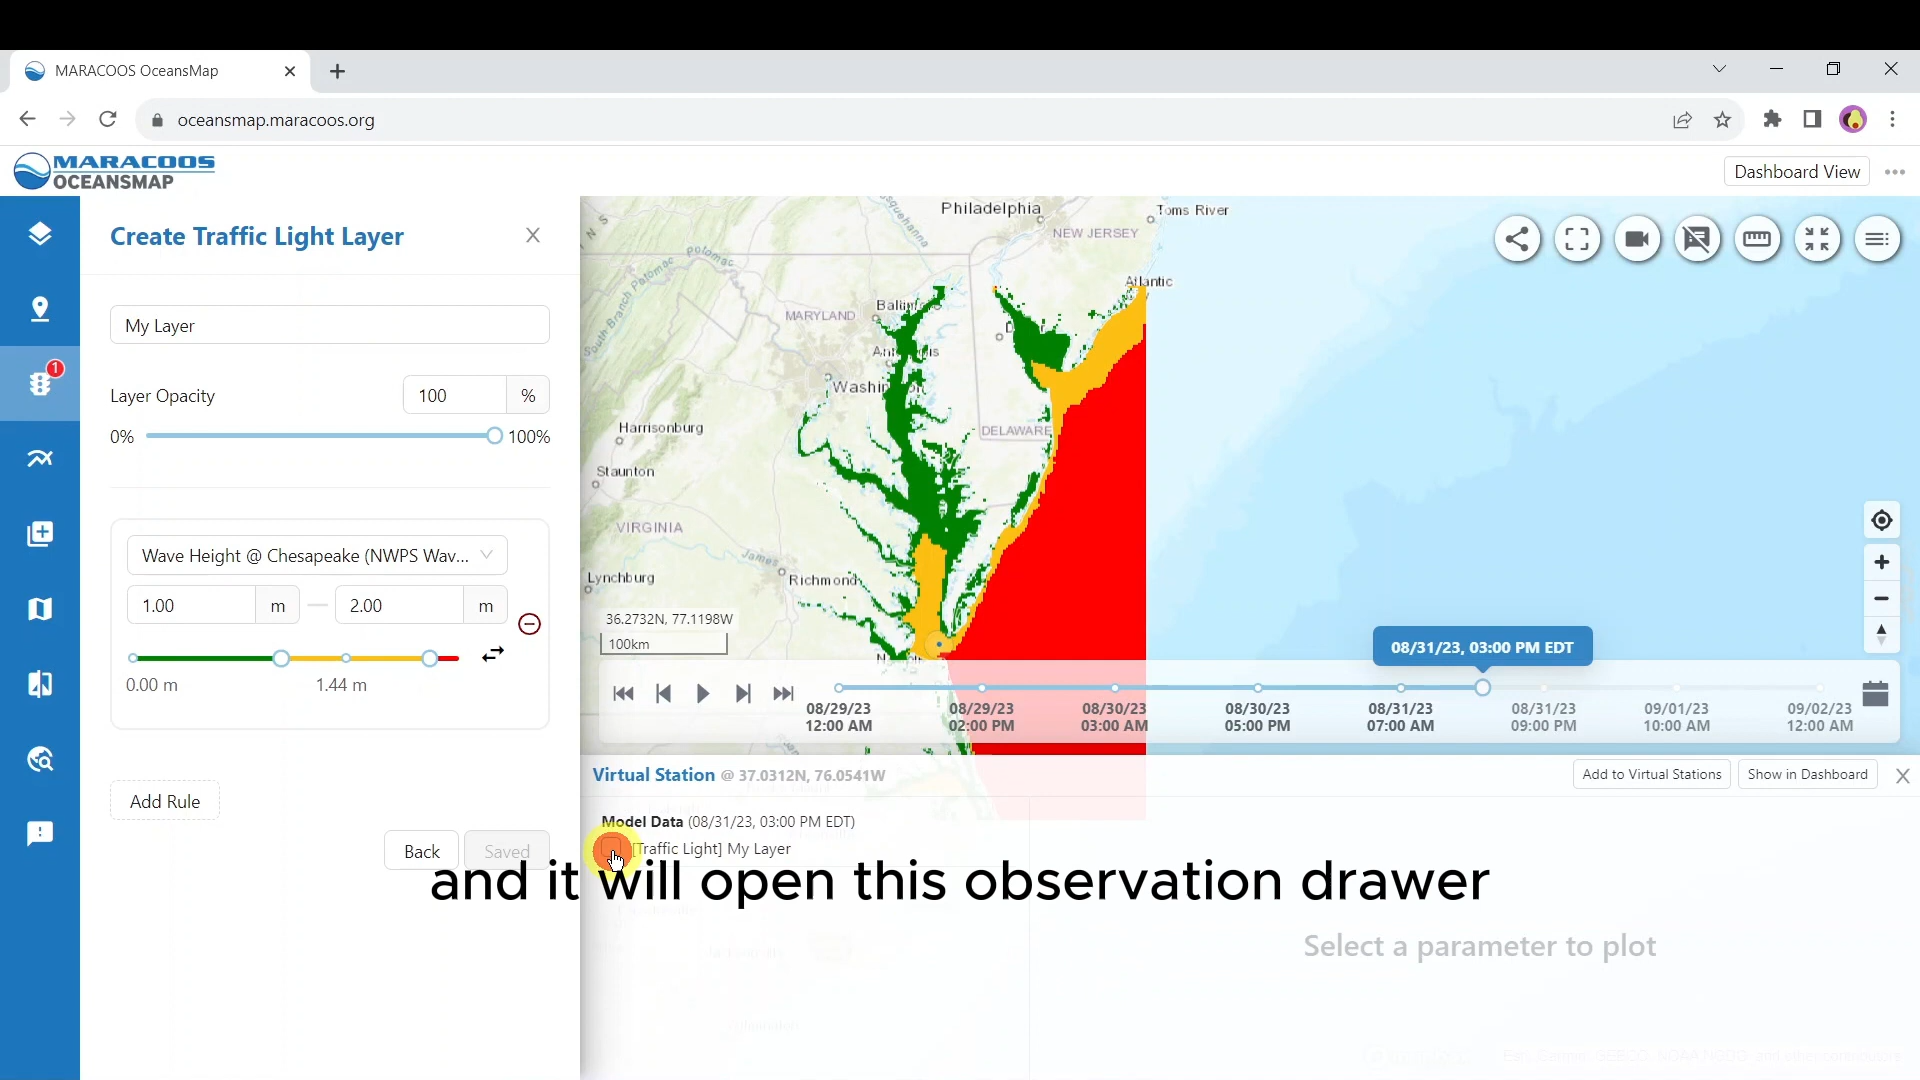 MARACOOS OceansMap
oceansmap.maracoos.org
MARACOOS
OCEANSMAP
Dashboard View
1
Create Traffic Light Layer
My Layer
Layer Opacity
100
%
0%
100%
Wave Height @ Chesapeake (NWPS Wav...
1.00
m
2.00
m
0.00 m
1.44 m
Add Rule
Back
Saved
Philadelphia
Toms River
NEW JERSEY
Potomac
South Branch Potomac
Atlantic
MARYLAND
Harrisonburg
DELAWARE
Staunton
VIRGINIA
James
Lynchburg
Richmond
36.2732N, 77.1198W
100km
08/31/23, 03:00 PM EDT
08/29/23
12:00 AM
08/29/23
02:00 PM
08/30/23
03:00 AM
08/30/23
05:00 PM
08/31/23
07:00 AM
08/31/23
09:00 PM
09/01/23
10:00 AM
09/02/23
12:00 AM
Virtual Station @ 37.0312N, 76.0541W
Add to Virtual Stations
Show in Dashboard
Model Data (08/31/23, 03:00 PM EDT)
[Traffic Light] My Layer
and it will open this observation drawer
Select a parameter to plot